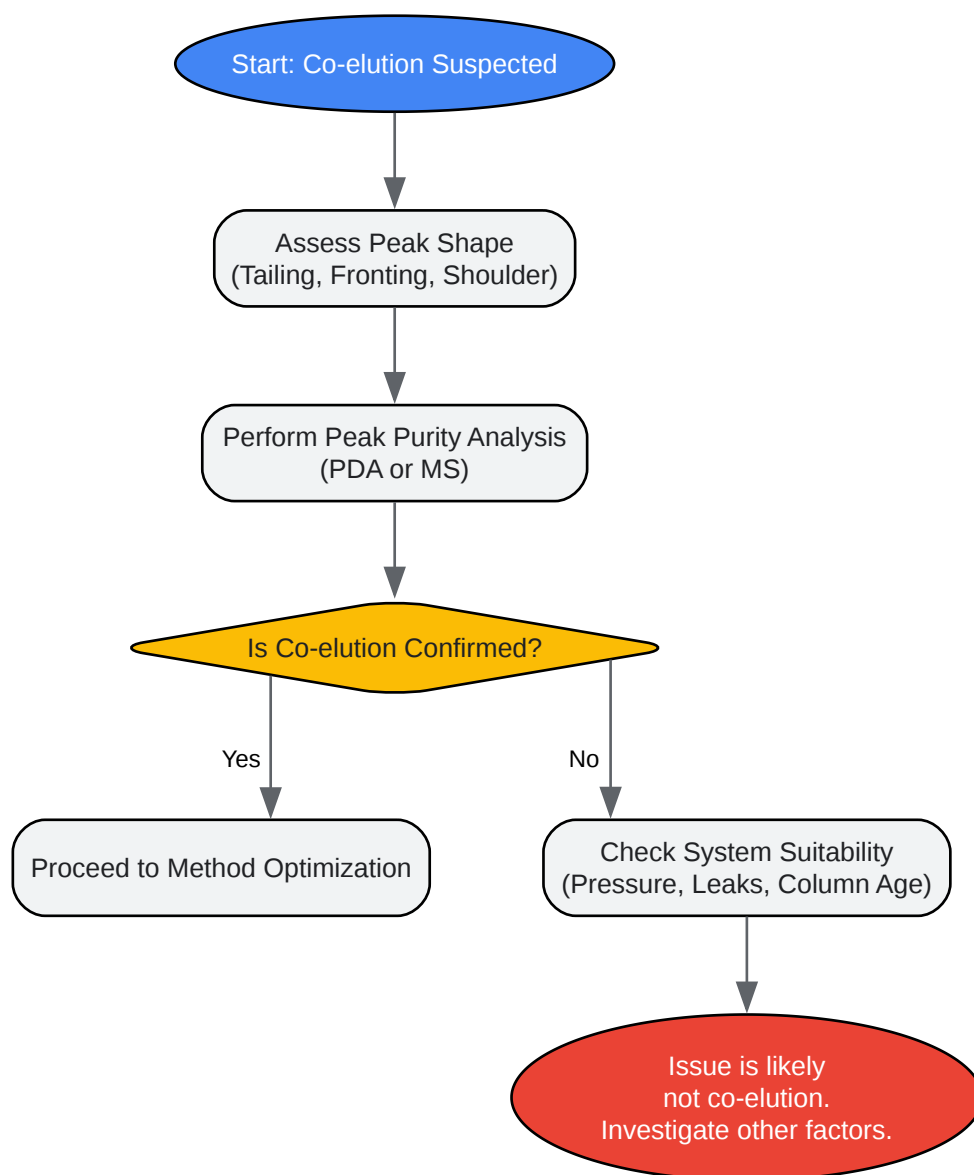 Start: Co-elution Suspected
Assess Peak Shape
(Tailing, Fronting, Shoulder)
Perform Peak Purity Analysis
(PDA or MS)
Is Co-elution Confirmed?
Yes
No
Proceed to Method Optimization
Check System Suitability
(Pressure, Leaks, Column Age)
Issue is likely
not co-elution.
Investigate other factors.